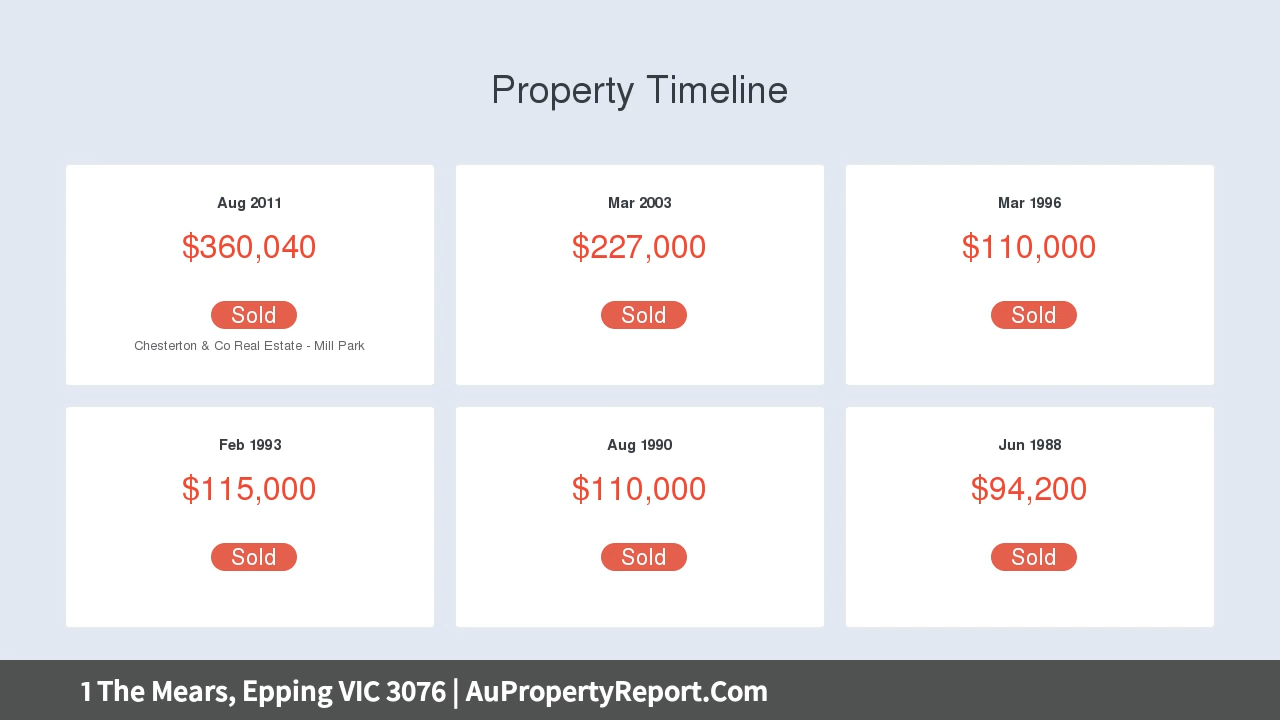 Property Timeline
Aug 2011
$360,040
Sold
Chesterton & Co Real Estate - Mill Park
Mar 2003
$227,000
Sold
Mar 1996
$110,000
Sold
Feb 1993
$115,000
Sold
Aug 1990
$110,000
Sold
Jun 1988
$94,200
Sold
1 The Mears, Epping VIC 3076 | AuPropertyReport.Com